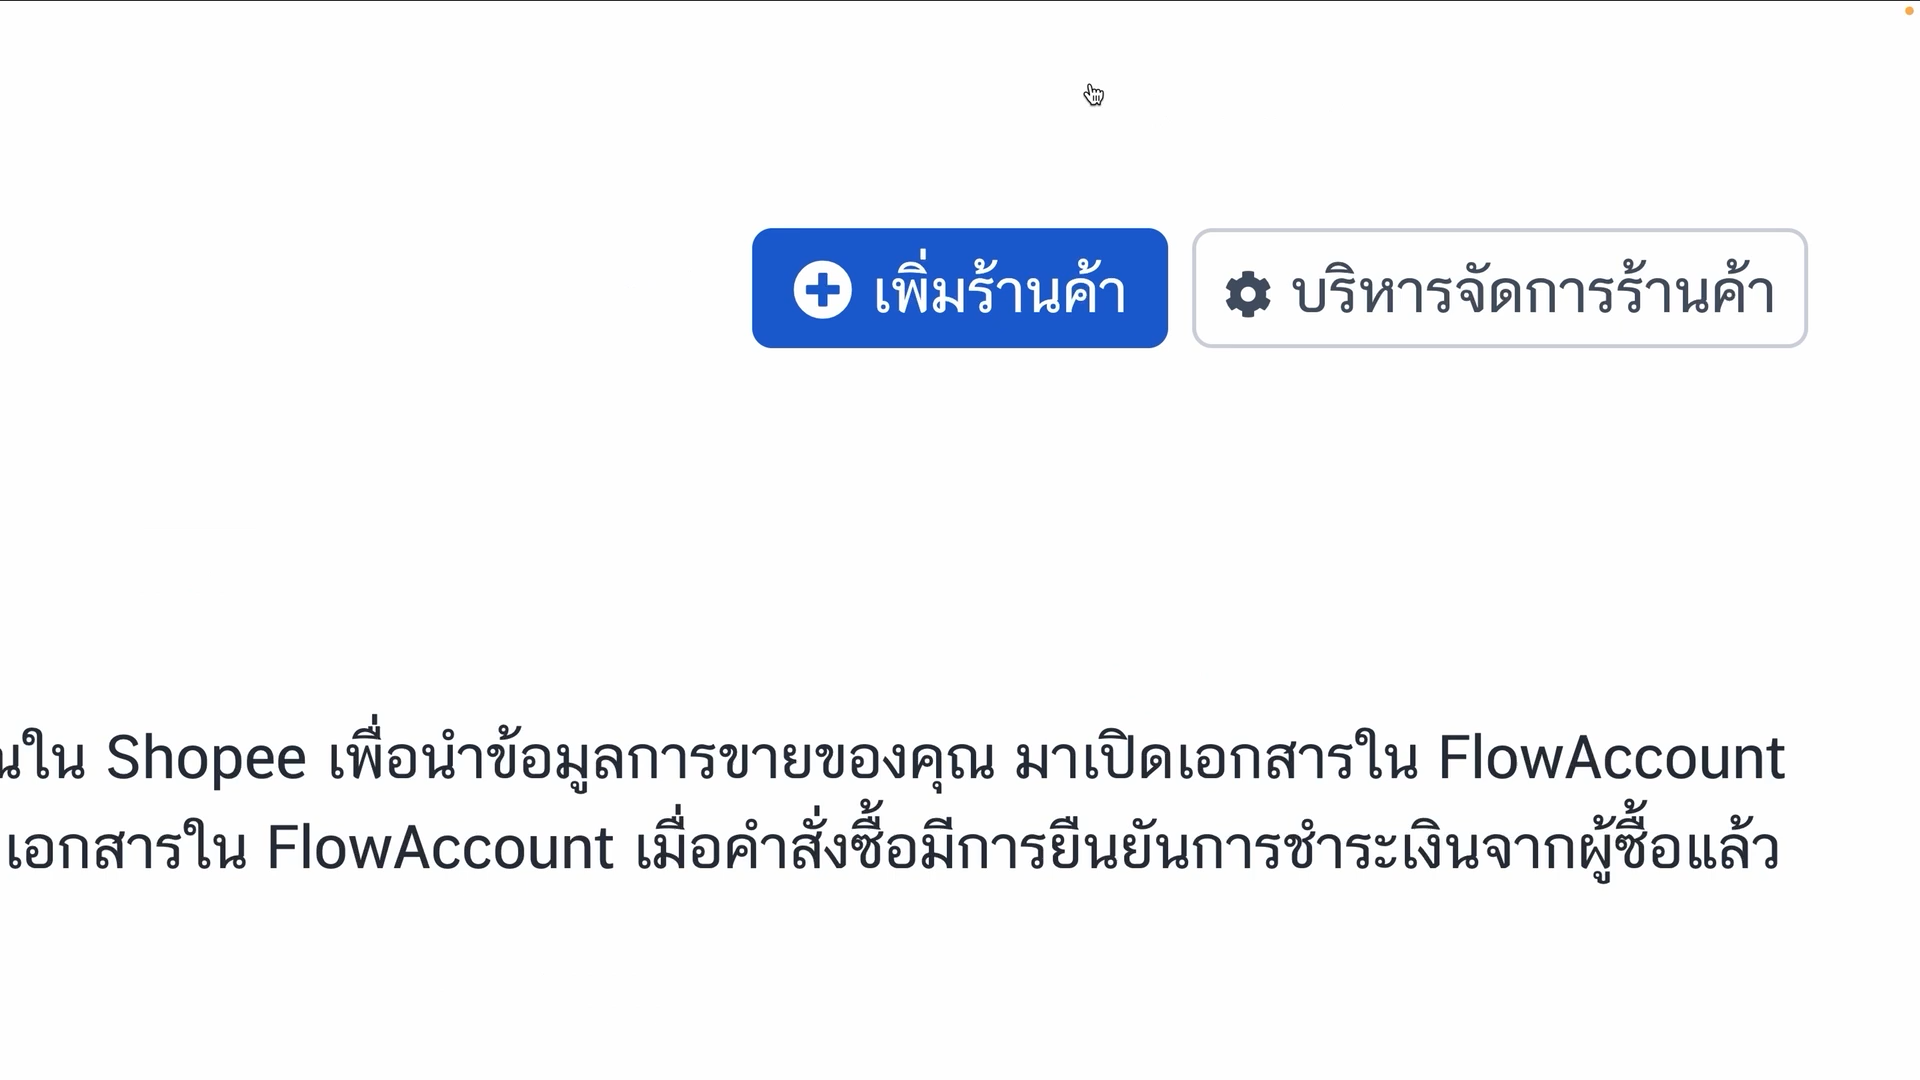 เพิ่มร้านค้า
บริหารจัดการร้านค้า
ใน Shopee เพื่อนำข้อมูลการขายของคุณ มาเปิดเอกสารใน FlowAccount
เอกสารใน FlowAccount เมื่อคำสั่งซื้อมีการยืนยันการชำระเงินจากผู้ซื้อแล้ว